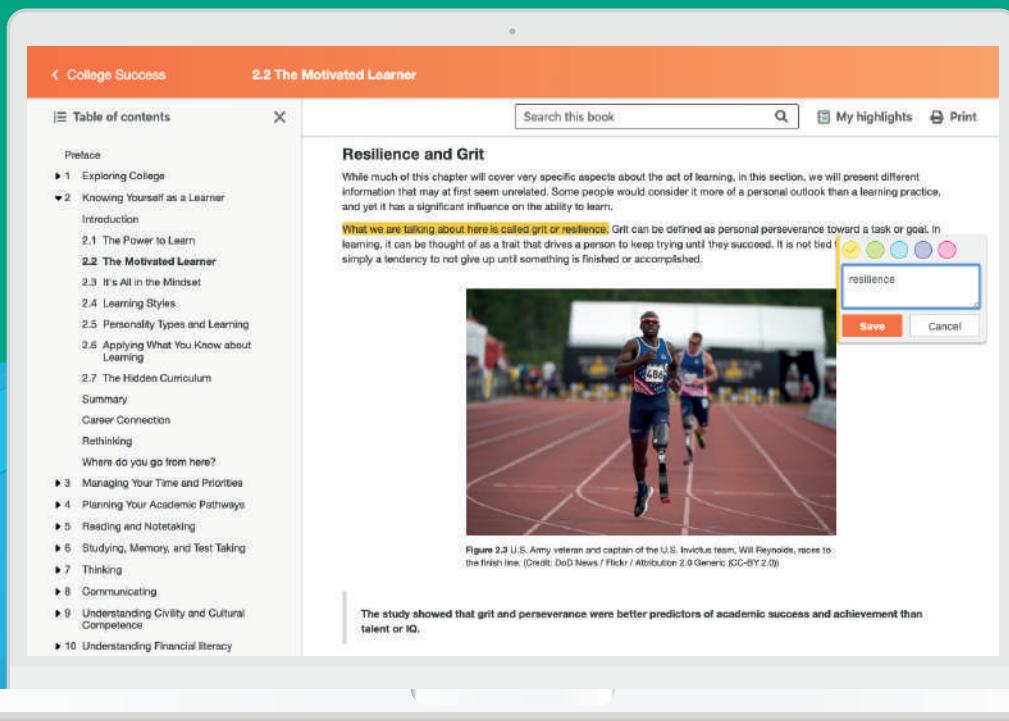 < College Success
2.2 The Motivated Learner
Table of contents
Search this book
My highlights
Print
Preface
1 Exploring College
2 Knowing Yourself as a Learner
Introduction
2.1 The Power to Learn
2.2 The Motivated Learner
2.3 It's All in the Mindset
2.4 Learning Styles
2.5 Personality Types and Learning
2.6 Applying What You Know about
Learning
2.7 The Hidden Curriculum
Summary
Career Connection
Rethinking
Where do you go from here?
3 Managing Your Time and Priorities
4 Planning Your Academic Pathways
5 Reading and Notetaking
6 Studying, Memory, and Test Taking
7 Thinking
8 Communicating
9 Understanding Civility and Cultural
Competence
10 Understanding Financial literacy
Resilience and Grit
While much of this chapter will cover very specific aspects about the act of learning, in this section, we will present different
information that may at first seem unrelated. Some people would consider it more of a personal outlook than a learning practice,
and yet it has a significant influence on the ability to learn.
What we are talking about here is called grit or resilience. Grit can be defined as personal perseverance toward a task or goal. In
learning, it can be thought of as a trait that drives a person to keep trying until they succeed. It is not tied
simply a tendency to not give up until something is finished or accomplished.
resilience
Save
Cancel
486
Figure 2.3 U.S. Army veteran and captain of the U.S. Invictus team, Will Reynolds, races to
the finish line. (Credit: DoD News / Flickr / Attribution 2.0 Generic (CC-BY 2.0))
The study showed that grit and perseverance were better predictors of academic success and achievement than
talent or IQ.